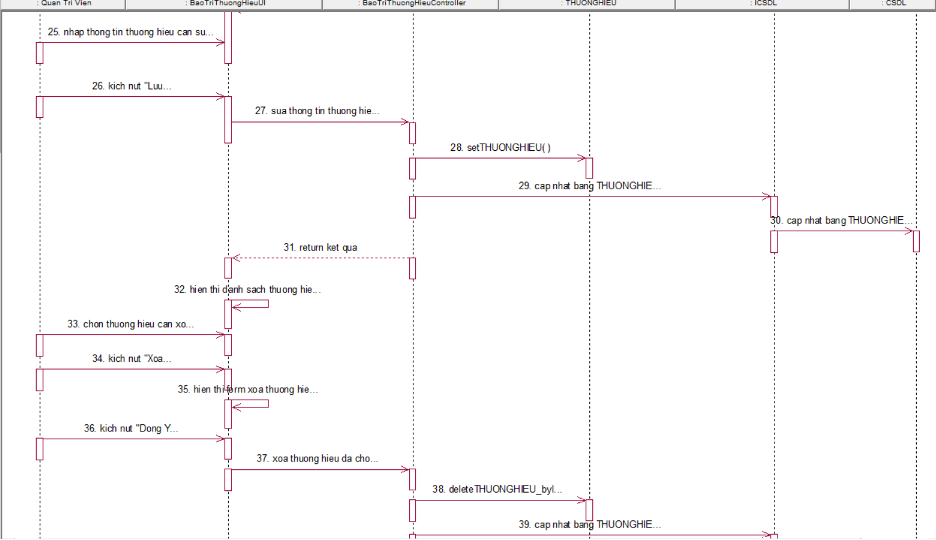 : Quan Tri Vien
: BaoTriThuongHieuUI
: BaoTriThuongHieuController
: THUONGHIEU
: ICSDL
: CSDL
25. nhap thong tin thuong hieu can su...
26. kich nut "Luu...
27. sua thong tin thuong hie...
28. setTHUONGHIEU( )
29. cap nhat bang THUONGHIE...
30. cap nhat bang THUONGHIE...
31. return ket qua
32. hien thi danh sach thuong hie...
33. chon thuong hieu can xo...
34. kich nut "Xoa...
35. hien thi form xoa thuong hie...
36. kich nut "Dong Y...
37. xoa thuong hieu da cho...
38. deleteTHUONGHIEU_byI...
39. cap nhat bang THUONGHIE...